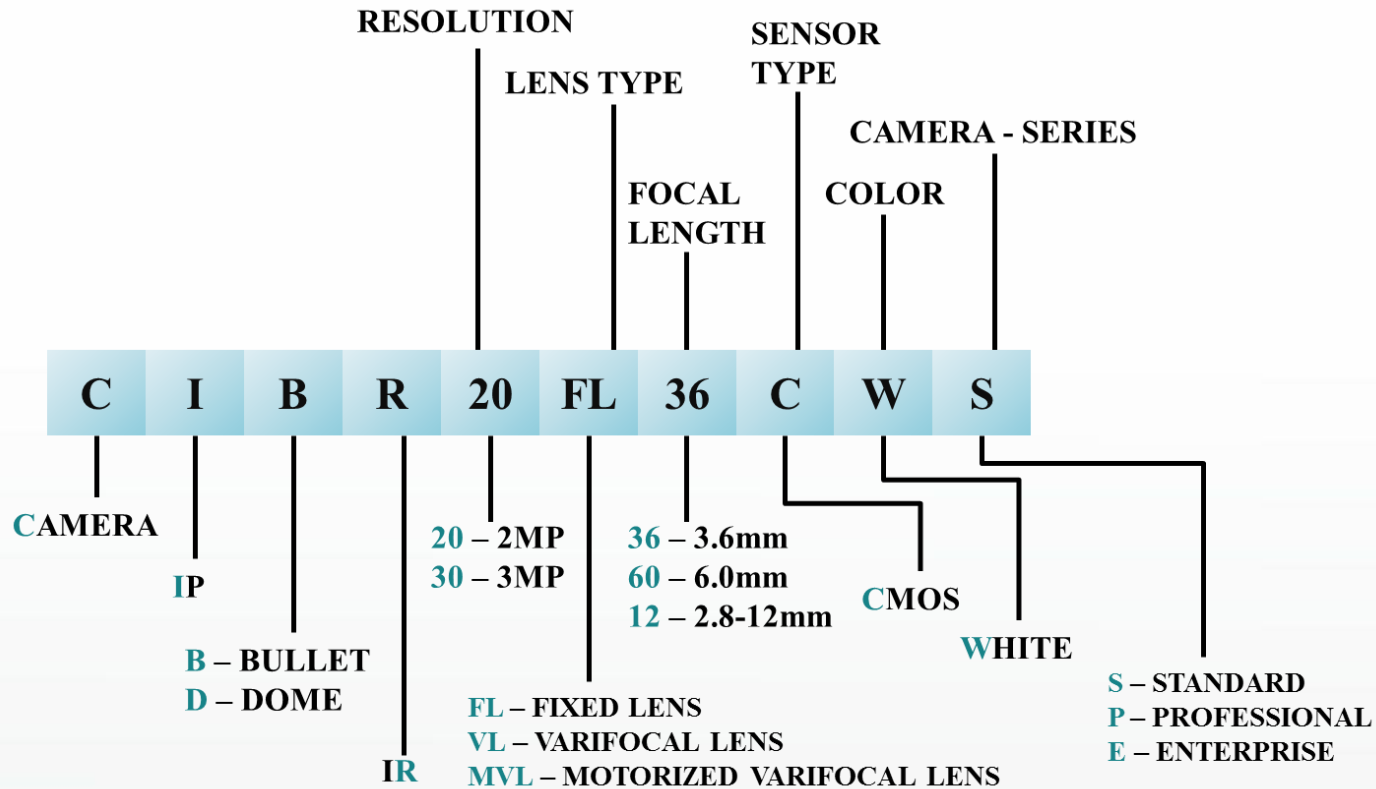 RESOLUTION
SENSOR
TYPE
LENS TYPE
CAMERA - SERIES
FOCAL
LENGTH
COLOR
C I B R 20 FL 36 C W S
CAMERA
IP
B – BULLET
D – DOME
IR
20 – 2MP
30 – 3MP
FL – FIXED LENS
VL – VARIFOCAL LENS
MVL – MOTORIZED VARIFOCAL LENS
36 – 3.6mm
60 – 6.0mm
12 – 2.8-12mm
CMOS
WHITE
S – STANDARD
P – PROFESSIONAL
E – ENTERPRISE